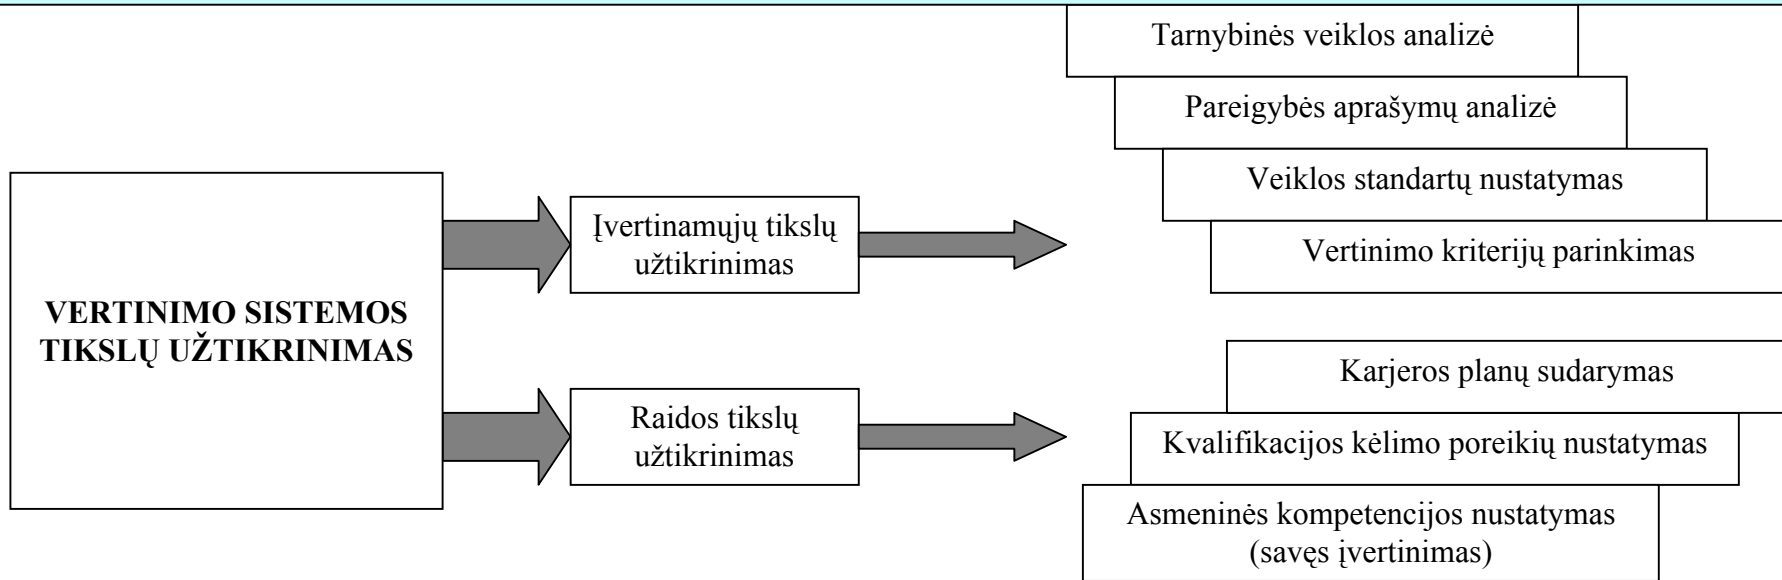 Tarnybinės veiklos analizė
Pareigybės aprašymų analizė
Veiklos standartų nustatymas
Vertinimo kriterijų parinkimas
Įvertinamųjų tikslų
užtikrinimas
VERTINIMO SISTEMOS
TIKSLŲ UŽTIKRINIMAS
Raidos tikslų
užtikrinimas
Karjeros planų sudarymas
Kvalifikacijos kėlimo poreikių nustatymas
Asmeninės kompetencijos nustatymas
(savęs įvertinimas)